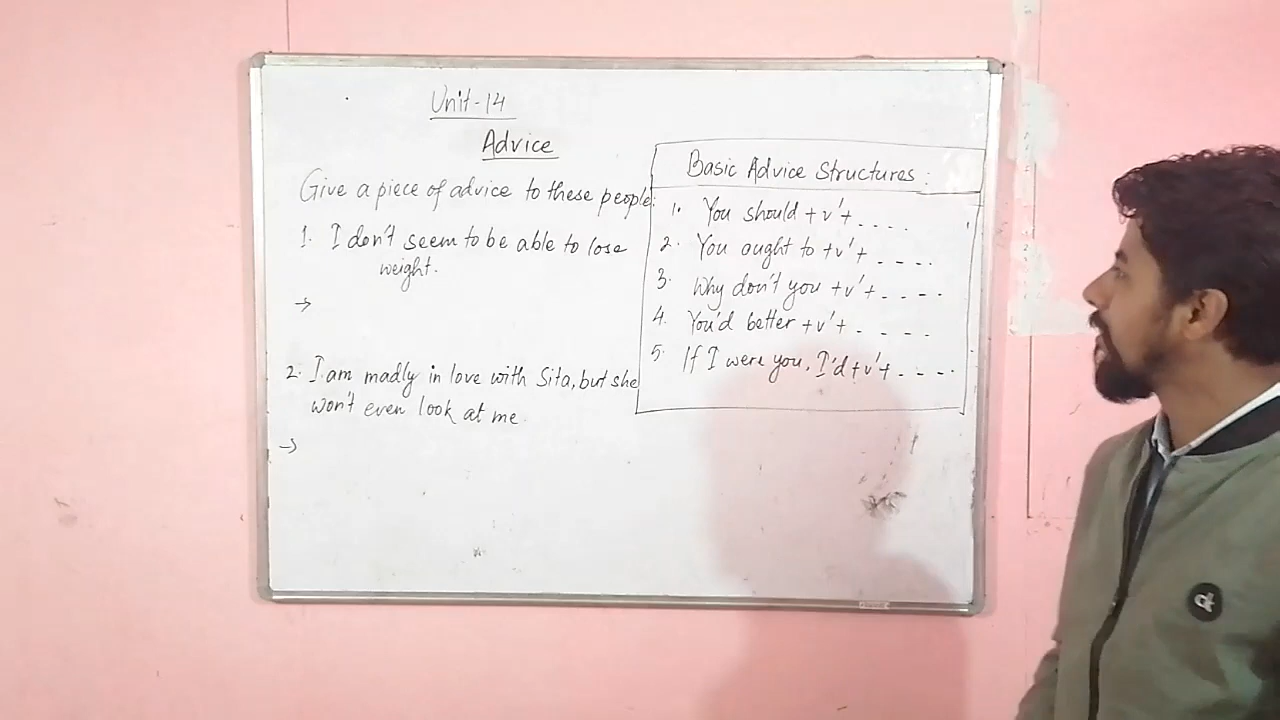 Unit-14
Advice
Give a piece of advice to these people:
1. I don't seem to be able to lose
weight.
→
2. I am madly in love with Sita, but she
won't even look at me.
→
Basic Advice Structures:
1. You should + v' + ....
2. You ought to + v' + ----.
3. Why don't you + v' + ----.
4. You'd better + v' + ----
5. If I were you, I'd + v' + ----.